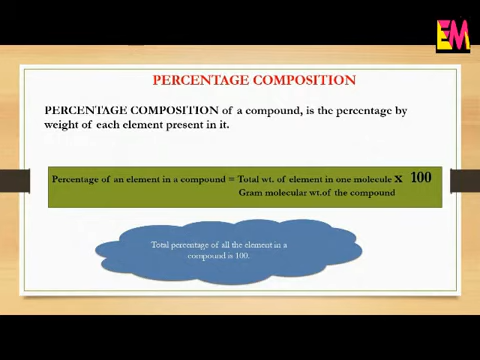 EM
PERCENTAGE COMPOSITION
PERCENTAGE COMPOSITION of a compound, is the percentage by
weight of each element present in it.
Percentage of an element in a compound = Total wt. of element in one molecule X 100
Gram molecular wt.of the compound
Total percentage of all the element in a
compound is 100.